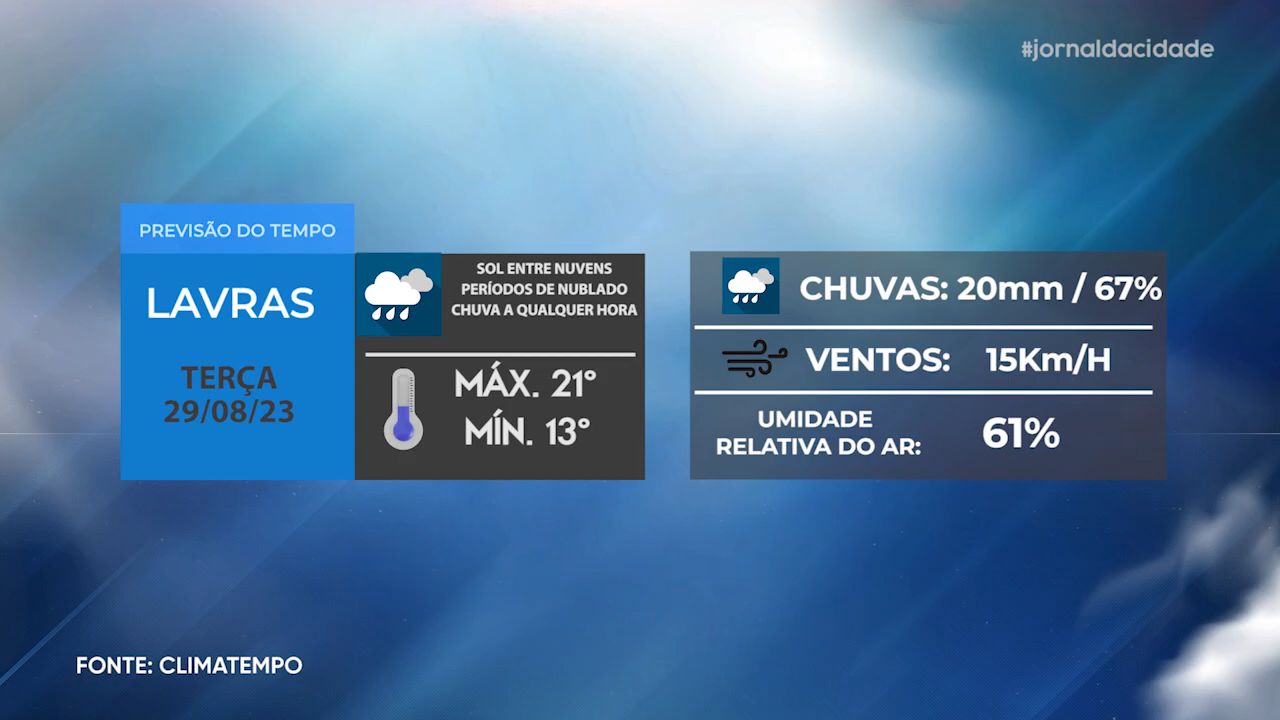 #jornaldacidade
PREVISÃO DO TEMPO
LAVRAS
TERÇA
29/08/23
SOL ENTRE NUVENS
PERÍODOS DE NUBLADO
CHUVA A QUALQUER HORA
MÁX. 21°
MÍN. 13°
CHUVAS: 20mm / 67%
VENTOS: 15Km/H
UMIDADE
RELATIVA DO AR: 61%
FONTE: CLIMATEMPO